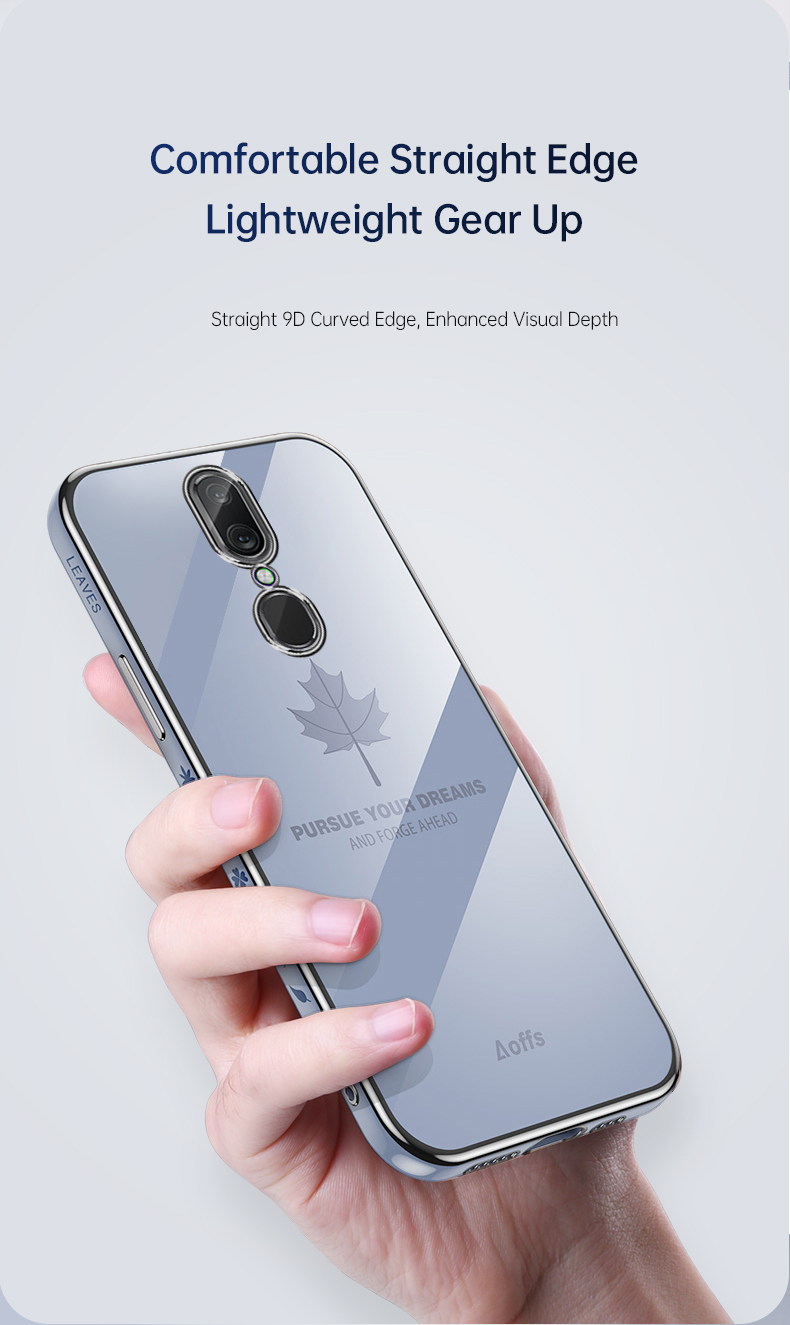 Comfortable Straight Edge
Lightweight Gear Up
Straight 9D Curved Edge, Enhanced Visual Depth
LEAVES
PURSUE YOUR DREAMS
AND FORGE AHEAD
Aoffs